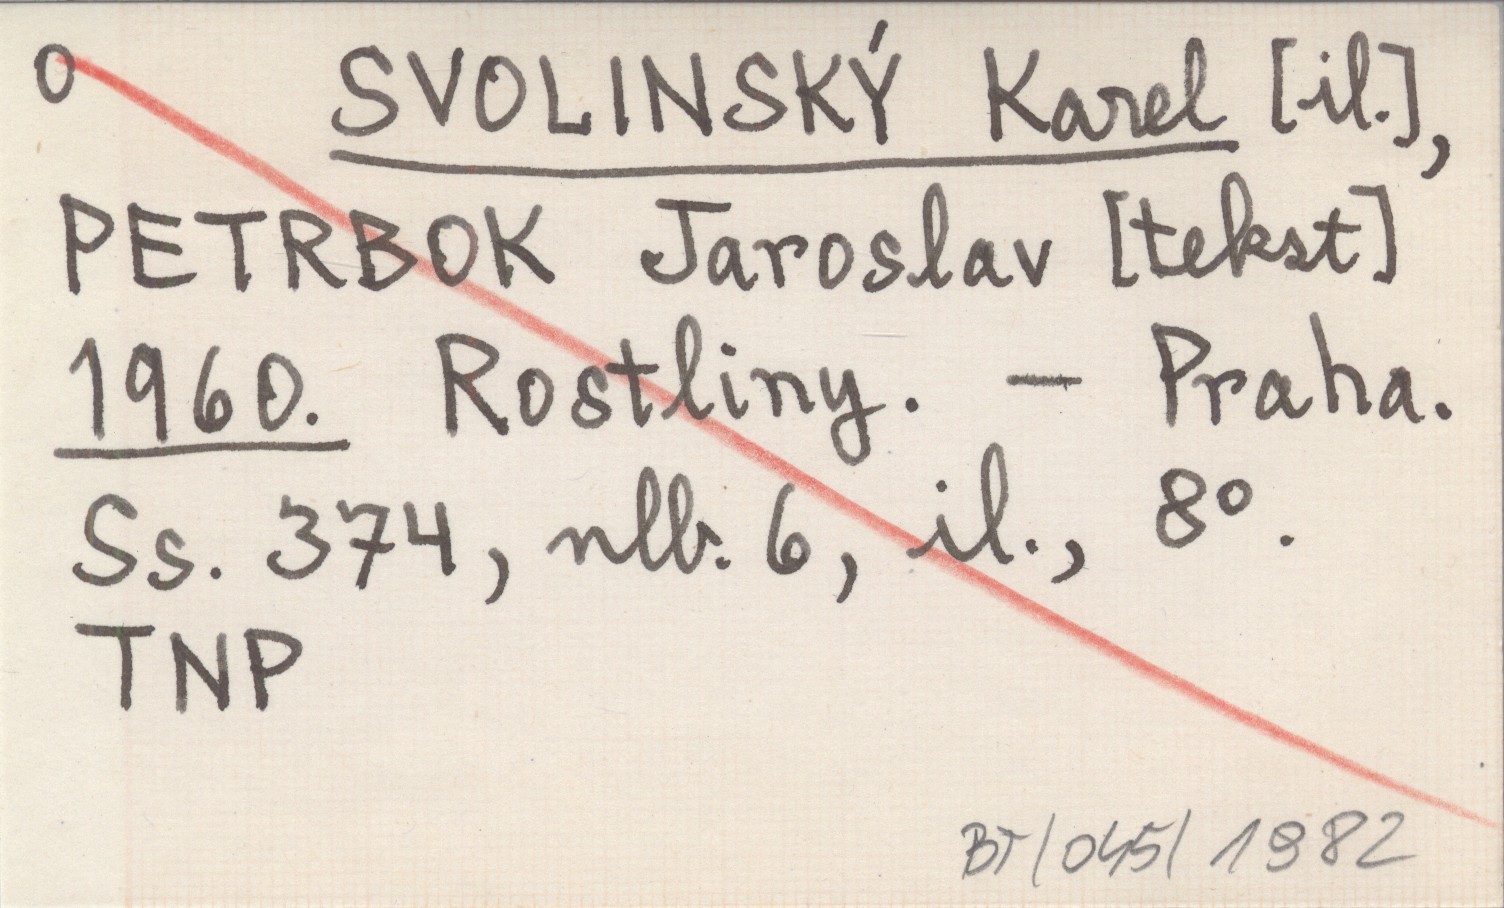 O SVOLINSKÝ Karel [il.],
PETRBOK Jaroslav [tekst]
1960. Rostliny. – Praha.
Ss. 374, nlb. 6, il., 8°.
TNP
BT/045/1982